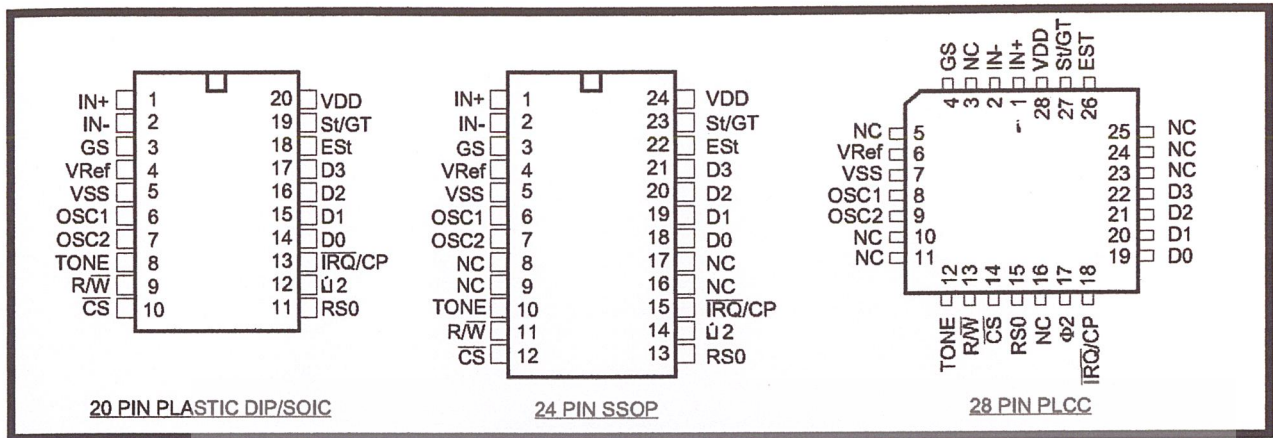 IN+ 1 20 VDD
IN- 2 19 St/GT
GS 3 18 ESt
VRef 4 17 D3
VSS 5 16 D2
OSC1 6 15 D1
OSC2 7 14 D0
TONE 8 13 I̅R̅Q̅/CP
R/W̅ 9 12 Ú2
C̅S̅ 10 11 RS0
20 PIN PLASTIC DIP/SOIC
IN+ 1 24 VDD
IN- 2 23 St/GT
GS 3 22 ESt
VRef 4 21 D3
VSS 5 20 D2
OSC1 6 19 D1
OSC2 7 18 D0
NC 8 17 NC
NC 9 16 NC
TONE 10 15 I̅R̅Q̅/CP
R/W̅ 11 14 Ú2
C̅S̅ 12 13 RS0
24 PIN SSOP
GS NC IN- IN+ VDD St/GT EST
4 3 2 1 28 27 26
NC 5 25 NC
VRef 6 24 NC
VSS 7 23 NC
OSC1 8 22 D3
OSC2 9 21 D2
NC 10 20 D1
NC 11 19 D0
12 13 14 15 16 17 18
TONE R/W̅ C̅S̅ RS0 NC Φ2 I̅R̅Q̅/CP
28 PIN PLCC